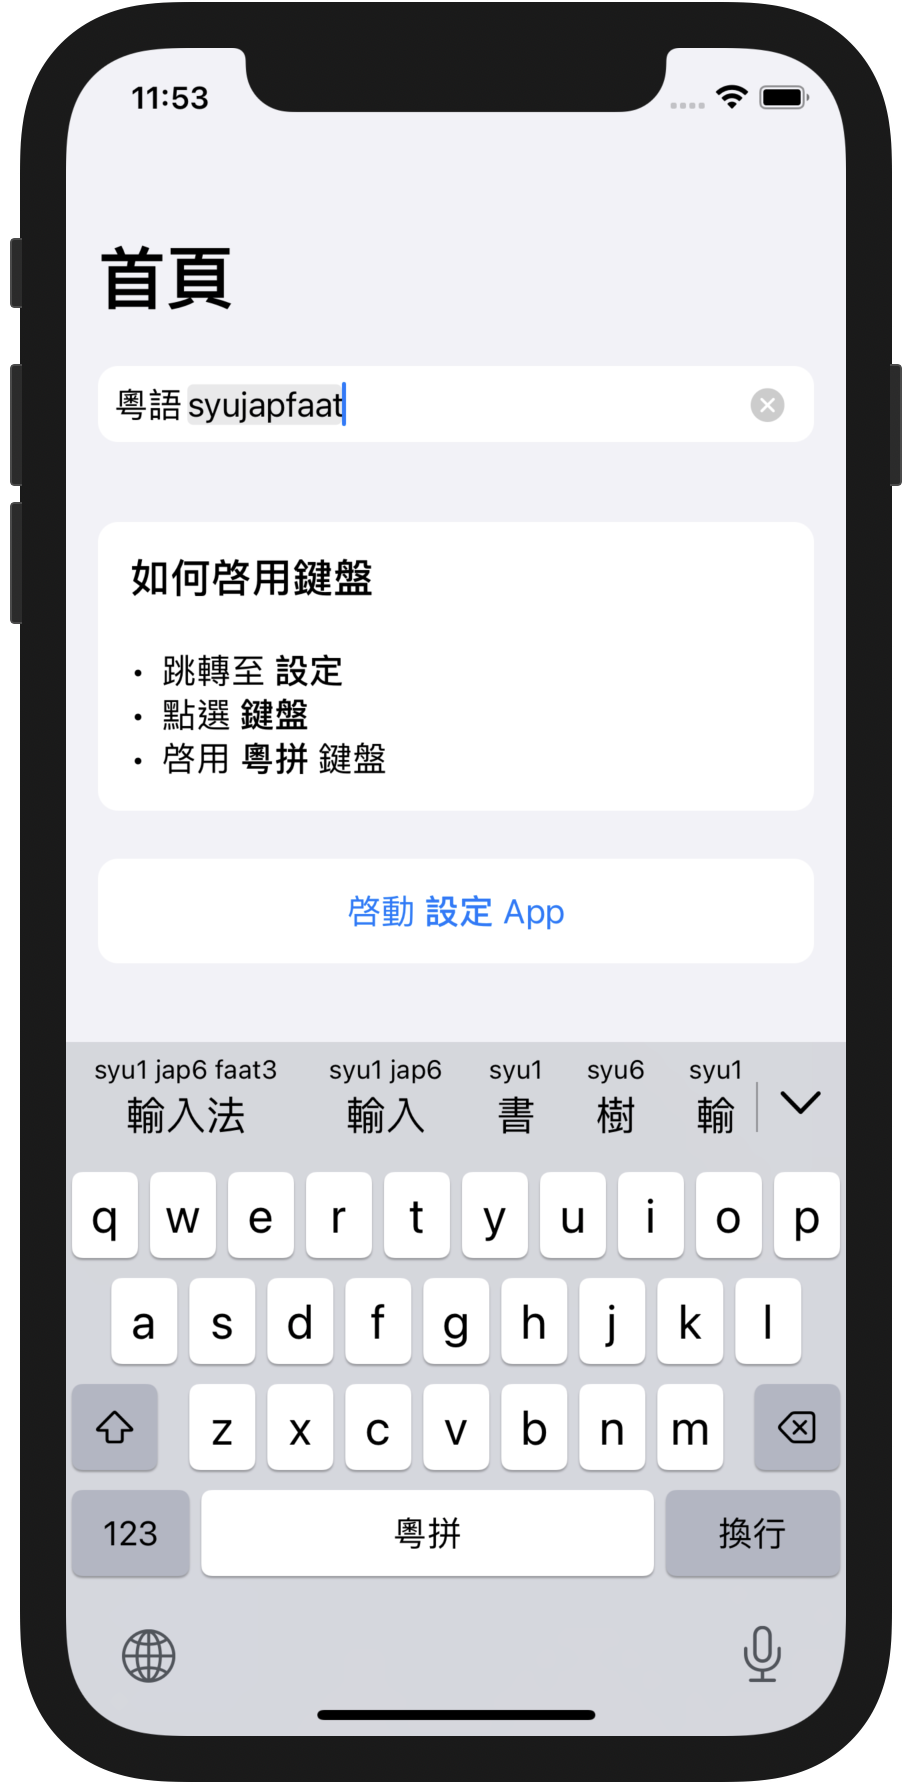 11:53
首頁
粵語 syujapfaat
如何啓用鍵盤
• 跳轉至 設定
• 點選 鍵盤
• 啓用 粵拼 鍵盤
啓動 設定 App
syu1 jap6 faat3 syu1 jap6 syu1 syu6 syu1
輸入法 輸入 書 樹 輸
q w e r t y u i o p
a s d f g h j k l
z x c v b n m
123 粵拼 換行